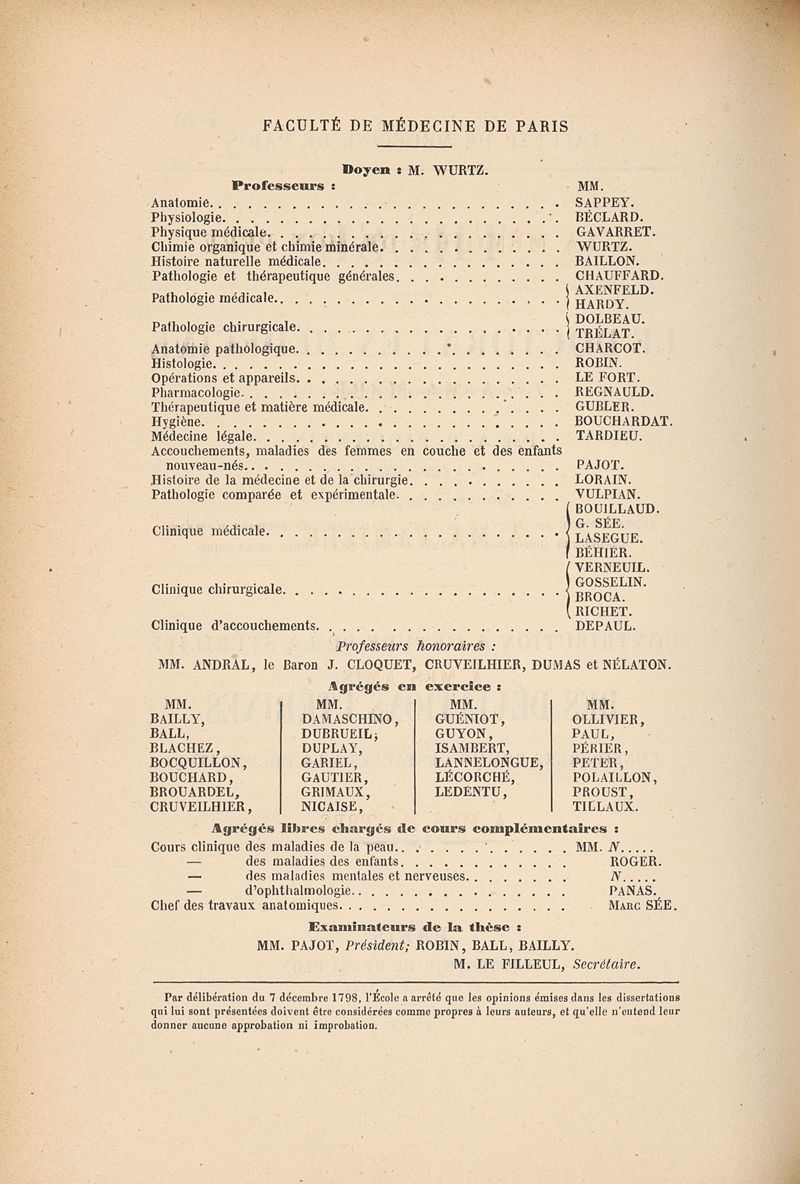 FACULTÉ DE MÉDECINE DE PARIS
Doyen : M. WURTZ.
Professeurs : MM.
Anatomie. . . . . . . . . . . . . . . . . . . . . . . . . SAPPEY.
Physiologie. . . . . . . . . . . . . . . . . . . . . . . . BÉCLARD.
Physique médicale. . . . . . . . . . . . . . . . . . . . . GAVARRET.
Chimie organique et chimie minérale. . . . . . . . . . . . . WURTZ.
Histoire naturelle médicale. . . . . . . . . . . . . . . . . BAILLON.
Pathologie et thérapeutique générales. . . . . . . . . . . . CHAUFFARD.
Pathologie médicale. . . . . . . . . . . . . . . . . . . . . { AXENFELD.
HARDY.
Pathologie chirurgicale. . . . . . . . . . . . . . . . . . . { DOLBEAU.
TRÉLAT.
Anatomie pathologique. . . . . . . . . . . . . . . . . . . CHARCOT.
Histologie. . . . . . . . . . . . . . . . . . . . . . . . . ROBIN.
Opérations et appareils. . . . . . . . . . . . . . . . . . . LE FORT.
Pharmacologie. . . . . . . . . . . . . . . . . . . . . . . REGNAULD.
Thérapeutique et matière médicale. . . . . . . . . . . . . . GUBLER.
Hygiène. . . . . . . . . . . . . . . . . . . . . . . . . . BOUCHARDAT.
Médecine légale. . . . . . . . . . . . . . . . . . . . . . TARDIEU.
Accouchements, maladies des femmes en couche et des enfants
nouveau-nés. . . . . . . . . . . . . . . . . . . . . . . PAJOT.
Histoire de la médecine et de la chirurgie. . . . . . . . . . . LORAIN.
Pathologie comparée et expérimentale. . . . . . . . . . . . VULPIAN.
Clinique médicale. . . . . . . . . . . . . . . . . . . . . { BOUILLAUD.
G. SÉE.
LASEGUE.
BÉHIER.
Clinique chirurgicale. . . . . . . . . . . . . . . . . . . . { VERNEUIL.
GOSSELIN.
BROCA.
RICHET.
Clinique d'accouchements. . . . . . . . . . . . . . . . . . DEPAUL.
Professeurs honoraires :
MM. ANDRAL, le Baron J. CLOQUET, CRUVEILHIER, DUMAS et NÉLATON.
Agrégés en exercice :
MM. MM. MM. MM.
BAILLY, DAMASCHINO, GUÉNIOT, OLLIVIER,
BALL, DUBRUEIL, GUYON, PAUL,
BLACHEZ, DUPLAY, ISAMBERT, PÉRIER,
BOCQUILLON, GARIEL, LANNELONGUE, PETER,
BOUCHARD, GAUTIER, LÉCORCHÉ, POLAILLON,
BROUARDEL, GRIMAUX, LEDENTU, PROUST,
CRUVEILHIER, NICAISE, TILLAUX.
Agrégés libres chargés de cours complémentaires :
Cours clinique des maladies de la peau. . . . . . . . . . . . . MM. N. . . . .
— des maladies des enfants. . . . . . . . . . . . ROGER.
— des maladies mentales et nerveuses. . . . . . . . N. . . . .
— d'ophthalmologie. . . . . . . . . . . . . . . . PANAS.
Chef des travaux anatomiques. . . . . . . . . . . . . . . . . MARC SÉE.
Examinateurs de la thèse :
MM. PAJOT, Président; ROBIN, BALL, BAILLY.
M. LE FILLEUL, Secrétaire.
Par délibération du 7 décembre 1798, l'École a arrêté que les opinions émises dans les dissertations
qui lui sont présentées doivent être considérées comme propres à leurs auteurs, et qu'elle n'entend leur
donner aucune approbation ni improbation.